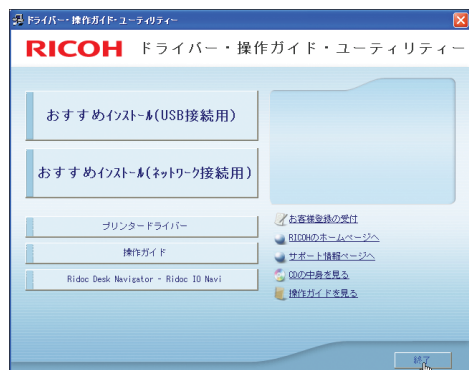 ドライバー・操作ガイド・ユーティリティー
RICOH ドライバー・操作ガイド・ユーティリティー
おすすめインストール(USB接続用)
おすすめインストール(ネットワーク接続用)
プリンタードライバー
操作ガイド
Ridoc Desk Navigator - Ridoc IO Navi
お客様登録の受付
RICOHのホームページへ
サポート情報ページへ
CDの中身を見る
操作ガイドを見る
終了